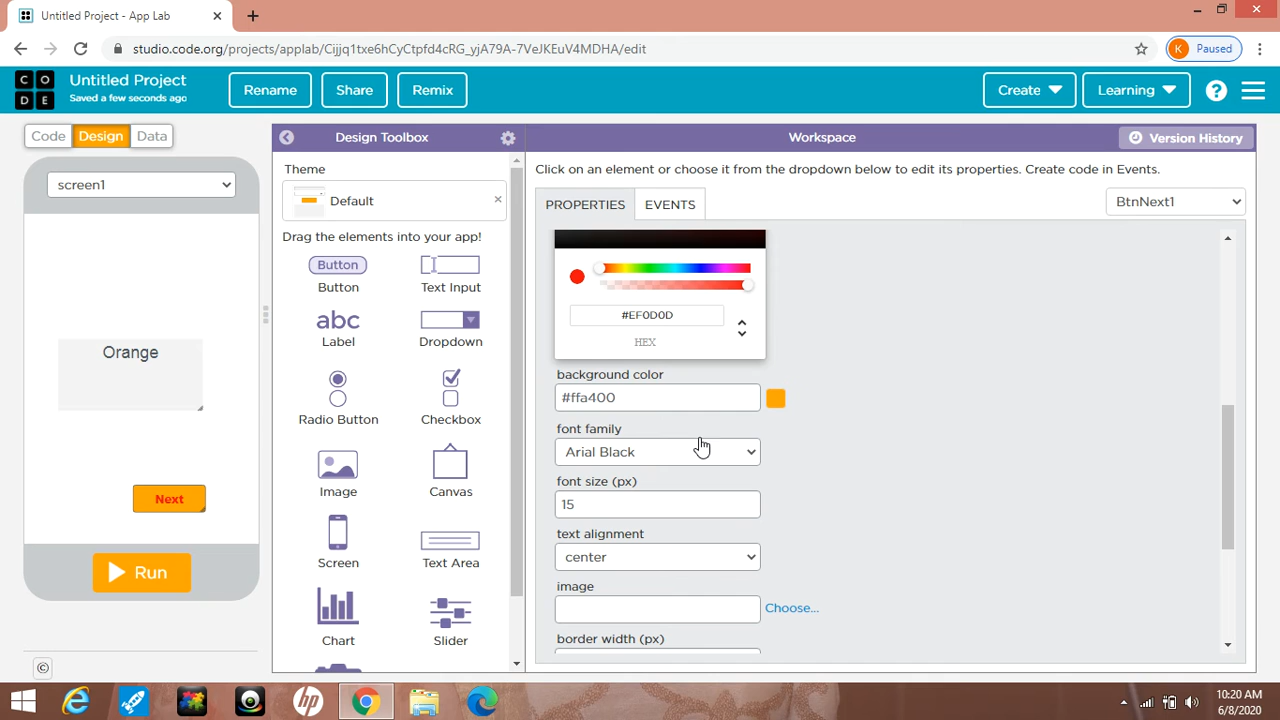 Untitled Project - App Lab
studio.code.org/projects/applab/Cijjq1txe6hCyCtpfd4cRG_yjA79A-7VeJKEuV4MDHA/edit
K Paused
C O D E
Untitled Project
Saved a few seconds ago
Rename
Share
Remix
Create
Learning
?
Code
Design
Data
Design Toolbox
Workspace
Version History
screen1
Theme
Default
Click on an element or choose it from the dropdown below to edit its properties. Create code in Events.
PROPERTIES
EVENTS
BtnNext1
Drag the elements into your app!
Button
Button
Text Input
abc
Label
Dropdown
Radio Button
Checkbox
Image
Canvas
Screen
Text Area
Chart
Slider
Orange
Next
Run
©
#EF0D0D
HEX
background color
#ffa400
font family
Arial Black
font size (px)
15
text alignment
center
image
Choose...
border width (px)
hp
10:20 AM
6/8/2020